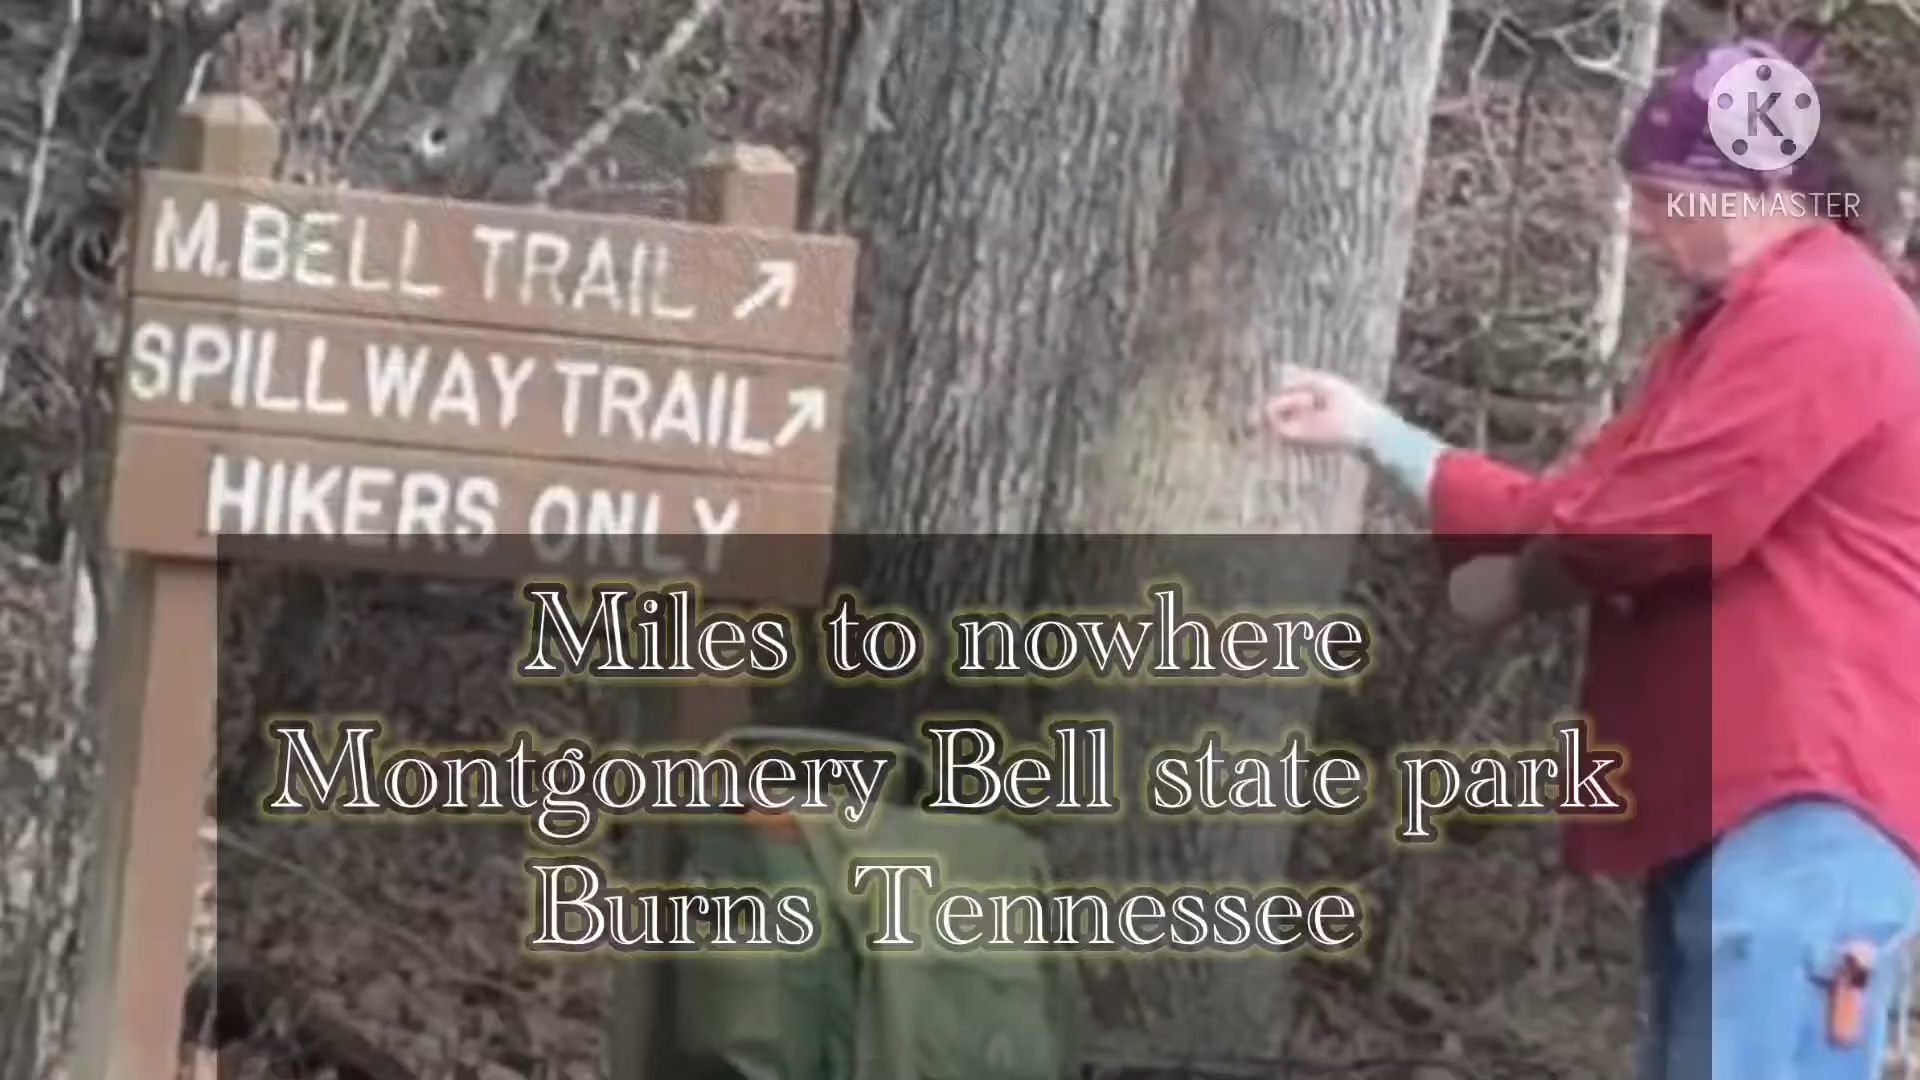 M.BELL TRAIL ↗
SPILLWAY TRAIL ↗
HIKERS ONLY
K
KINEMASTER
Miles to nowhere
Montgomery Bell state park
Burns Tennessee